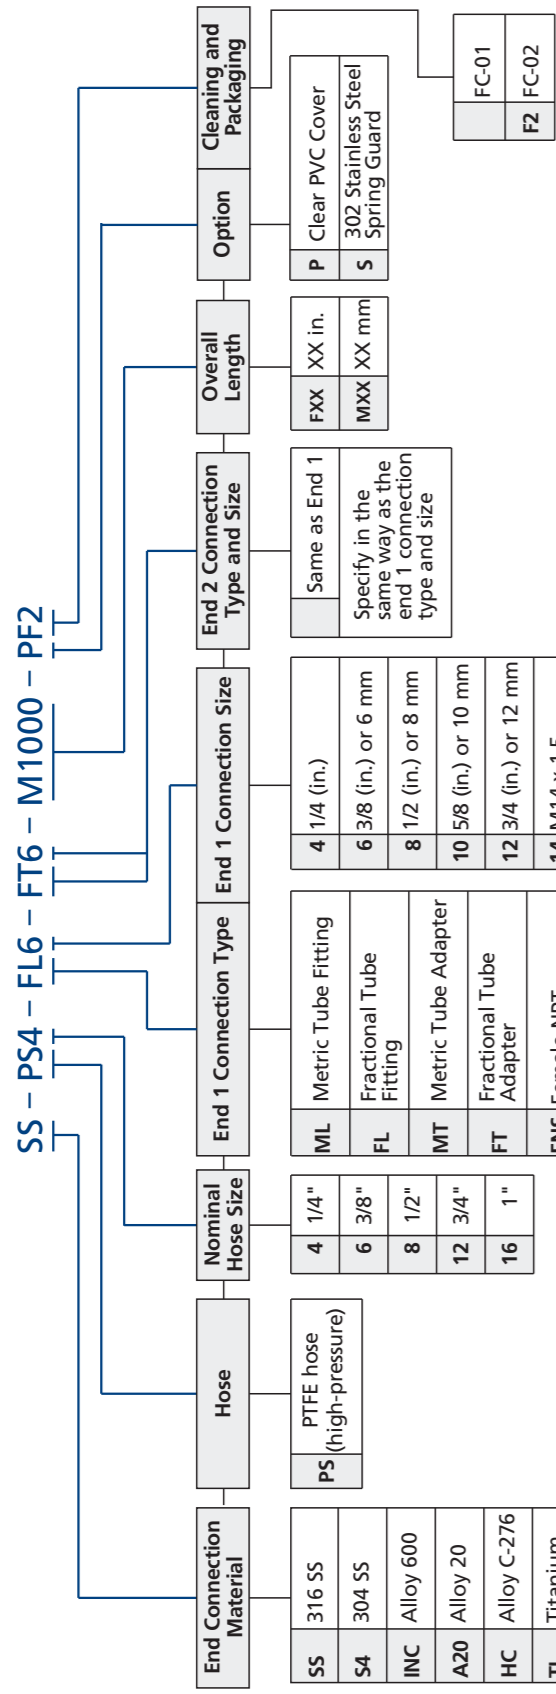 SS – PS4 – FL6 – FT6 – M1000 – PF2
End Connection
Material
SS 316 SS
S4 304 SS
INC Alloy 600
A20 Alloy 20
HC Alloy C-276
Hose
PS PTFE hose
(high-pressure)
Nominal
Hose Size
4 1/4"
6 3/8"
8 1/2"
12 3/4"
16 1"
End 1 Connection Type
ML Metric Tube Fitting
FL Fractional Tube
Fitting
MT Metric Tube Adapter
FT Fractional Tube
Adapter
End 1 Connection Size
4 1/4 (in.)
6 3/8 (in.) or 6 mm
8 1/2 (in.) or 8 mm
10 5/8 (in.) or 10 mm
12 3/4 (in.) or 12 mm
End 2 Connection
Type and Size
Same as End 1
Specify in the
same way as the
end 1 connection
type and size
Overall
Length
FXX XX in.
MXX XX mm
Option
P Clear PVC Cover
S 302 Stainless Steel
Spring Guard
Cleaning and
Packaging
FC-01
F2 FC-02